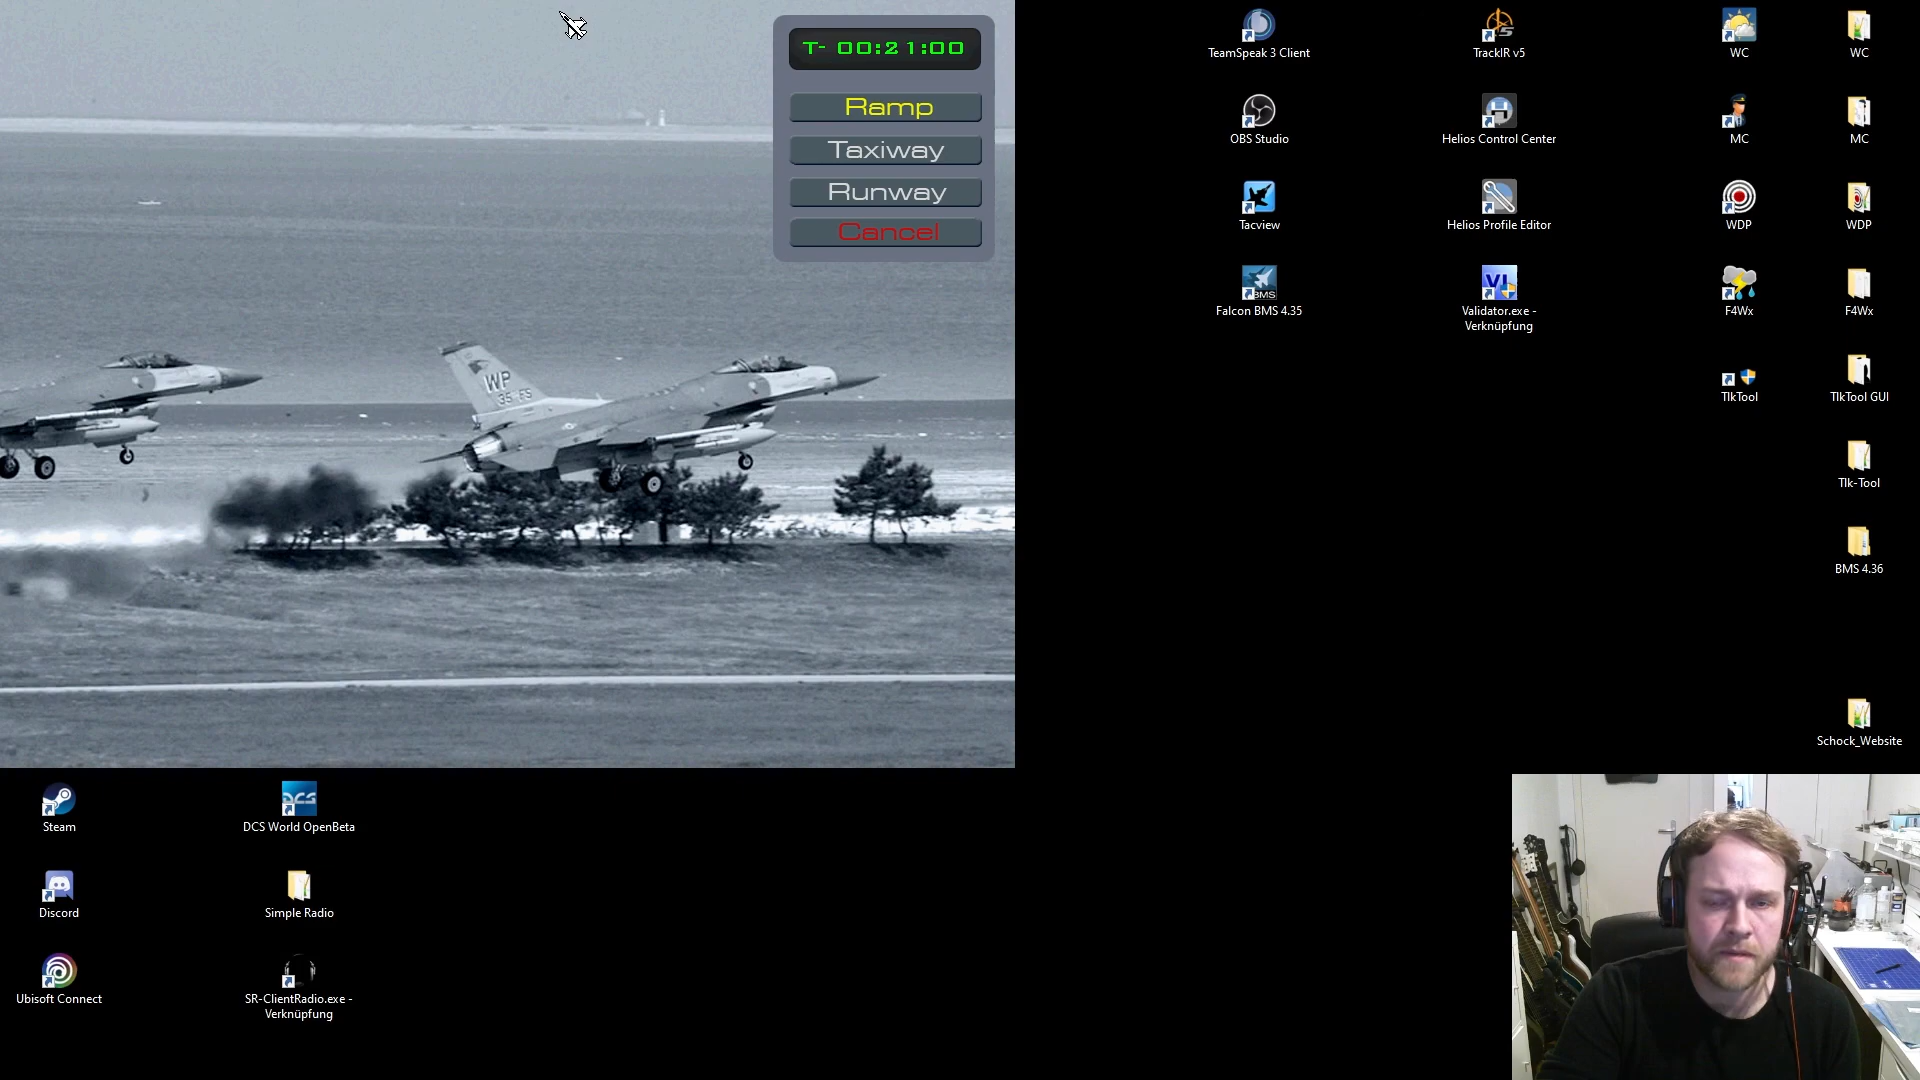 T- 00:21:00
Ramp
Taxiway
Runway
Cancel
WP
35 FS
TeamSpeak 3 Client
TrackIR v5
WC
WC
OBS Studio
Helios Control Center
MC
MC
Tacview
Helios Profile Editor
WDP
WDP
BMS
Falcon BMS 4.35
VI
Validator.exe -
Verknüpfung
F4Wx
F4Wx
TlkTool
TlkTool GUI
Tlk-Tool
BMS 4.36
Schock_Website
Steam
DCS
DCS World OpenBeta
Discord
Simple Radio
Ubisoft Connect
SR-ClientRadio.exe -
Verknüpfung